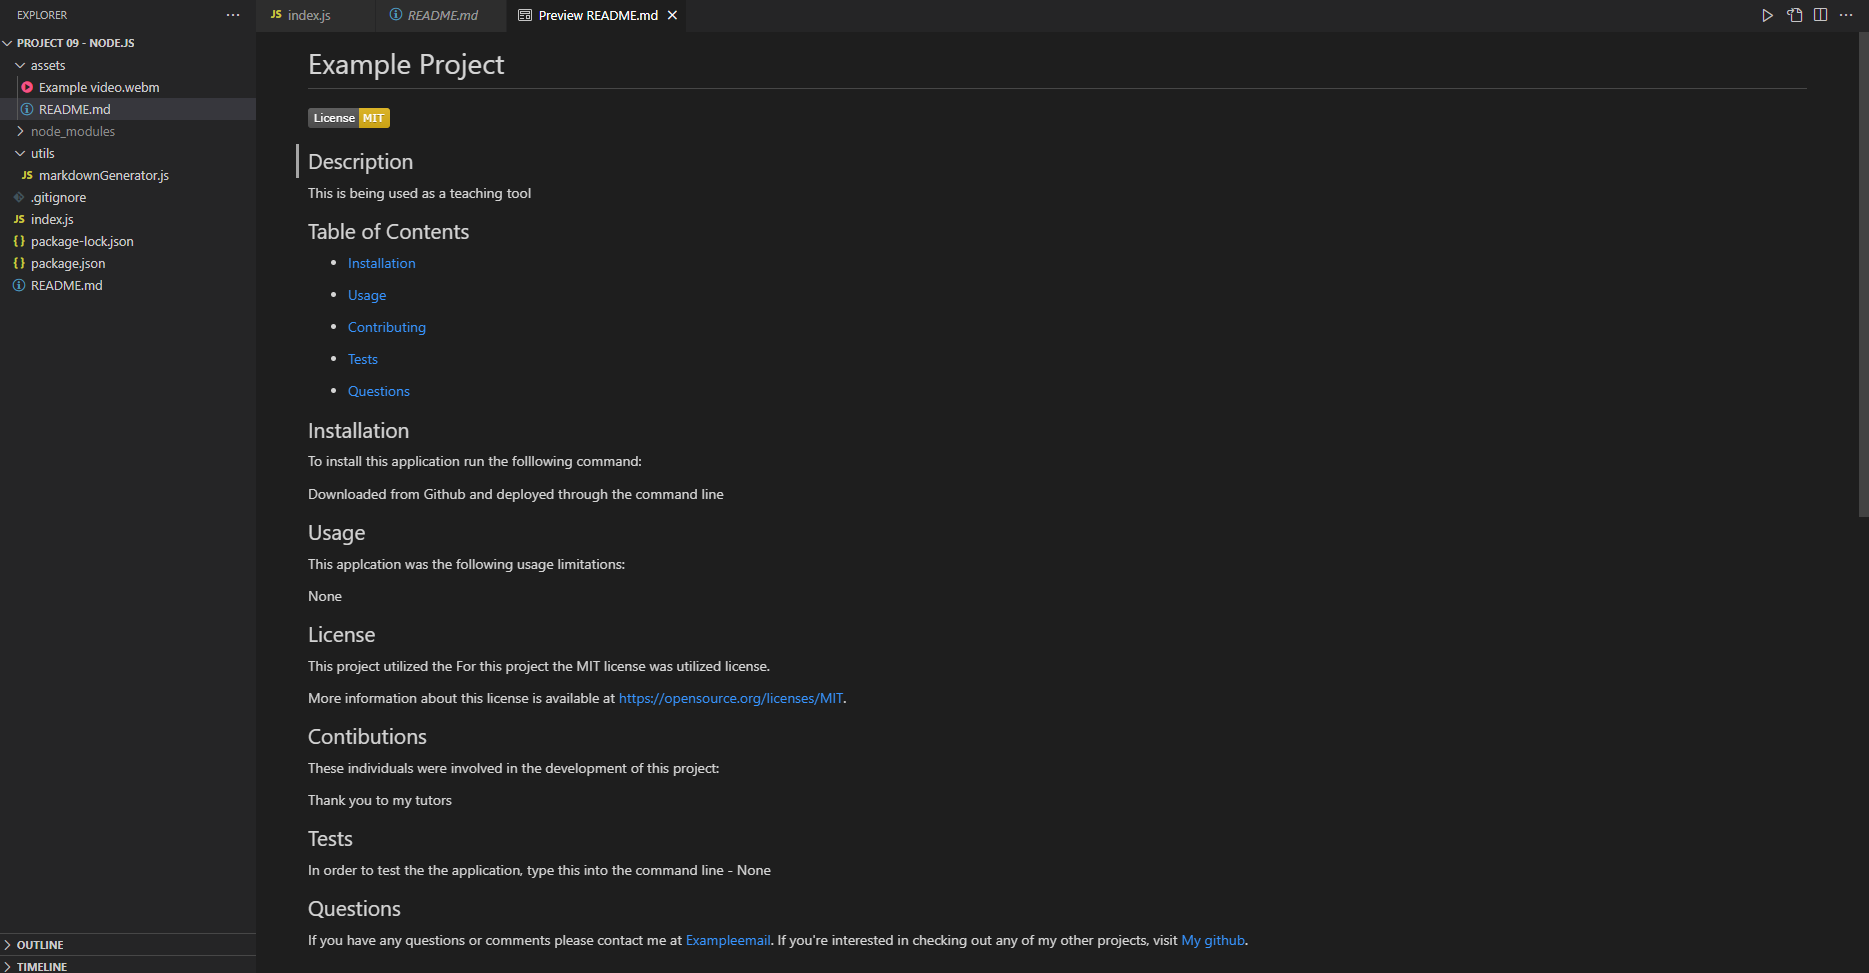 EXPLORER
PROJECT 09 - NODE.JS
assets
Example video.webm
README.md
node_modules
utils
JS markdownGenerator.js
.gitignore
JS index.js
{} package-lock.json
{} package.json
README.md
OUTLINE
TIMELINE
JS index.js
README.md
Preview README.md
Example Project
License MIT
Description
This is being used as a teaching tool
Table of Contents
• Installation
• Usage
• Contributing
• Tests
• Questions
Installation
To install this application run the folllowing command:
Downloaded from Github and deployed through the command line
Usage
This applcation was the following usage limitations:
None
License
This project utilized the For this project the MIT license was utilized license.
More information about this license is available at https://opensource.org/licenses/MIT.
Contibutions
These individuals were involved in the development of this project:
Thank you to my tutors
Tests
In order to test the the application, type this into the command line - None
Questions
If you have any questions or comments please contact me at Exampleemail. If you're interested in checking out any of my other projects, visit My github.